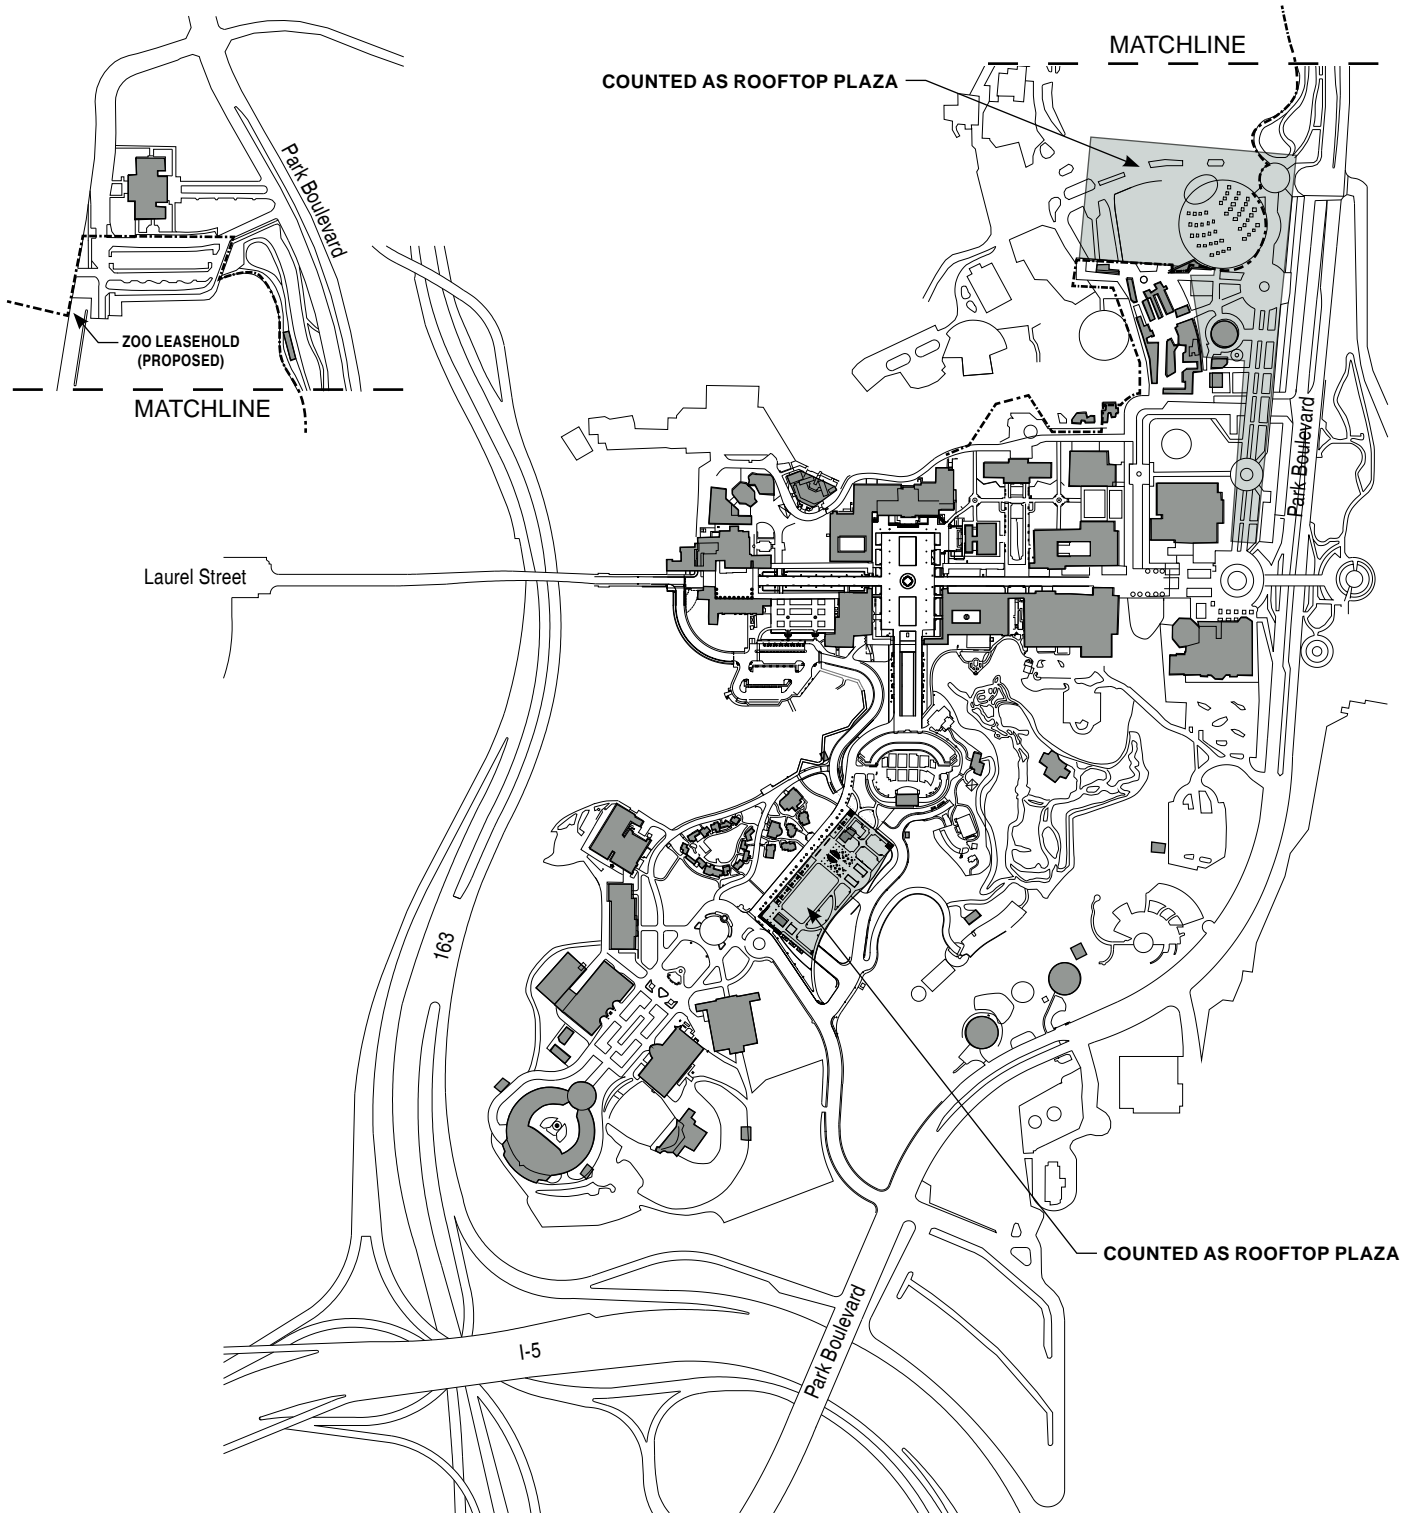 MATCHLINE
COUNTED AS ROOFTOP PLAZA
Park Boulevard
ZOO LEASEHOLD
(PROPOSED)
MATCHLINE
Park Boulevard
Laurel Street
163
COUNTED AS ROOFTOP PLAZA
Park Boulevard
I-5